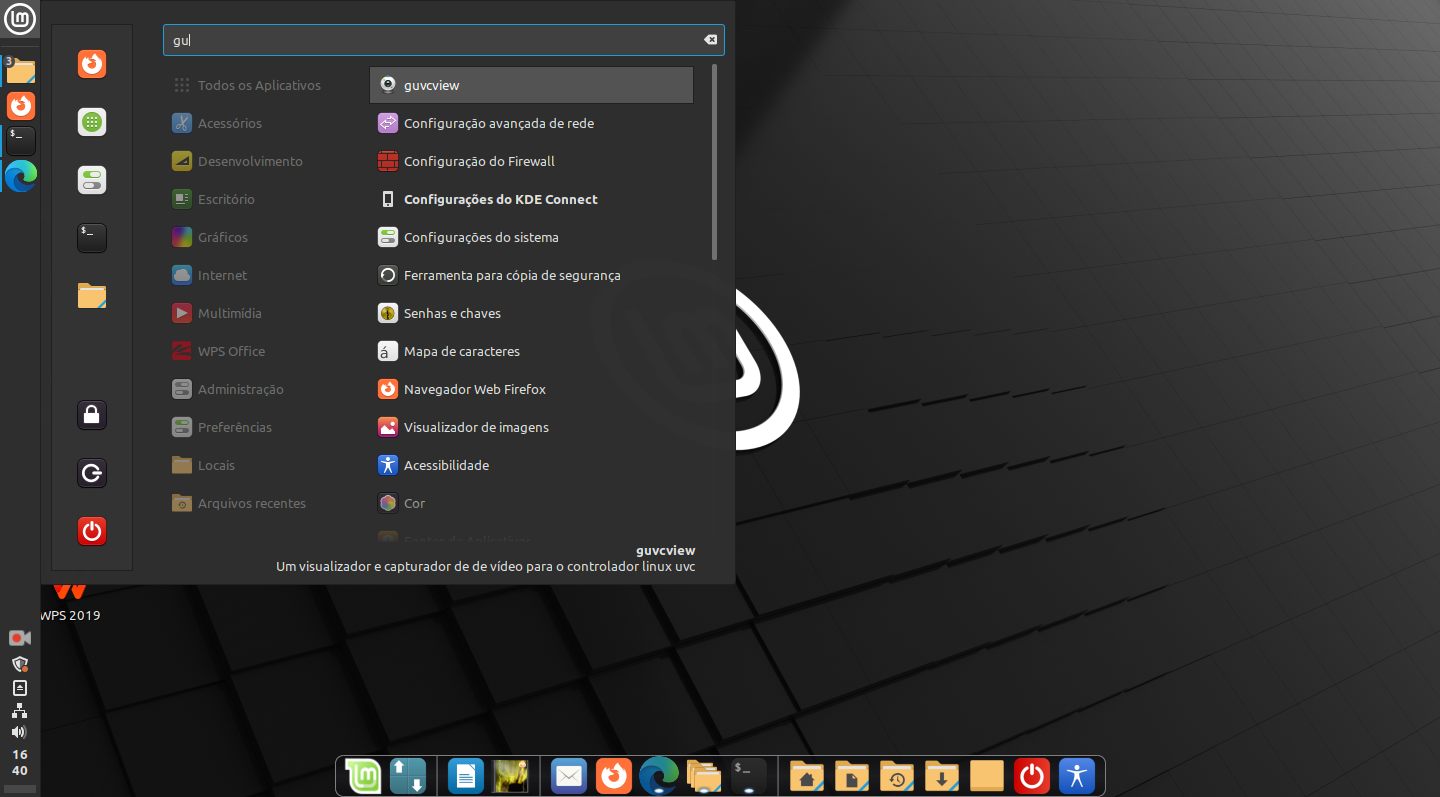 gu
Todos os Aplicativos
Acessórios
Desenvolvimento
Escritório
Gráficos
Internet
Multimídia
WPS Office
Administração
Preferências
Locais
Arquivos recentes
guvcview
Configuração avançada de rede
Configuração do Firewall
Configurações do KDE Connect
Configurações do sistema
Ferramenta para cópia de segurança
Senhas e chaves
Mapa de caracteres
Navegador Web Firefox
Visualizador de imagens
Acessibilidade
Cor
guvcview
Um visualizador e capturador de de vídeo para o controlador linux uvc
3
$_
$_
á
WPS 2019
16
40
$_